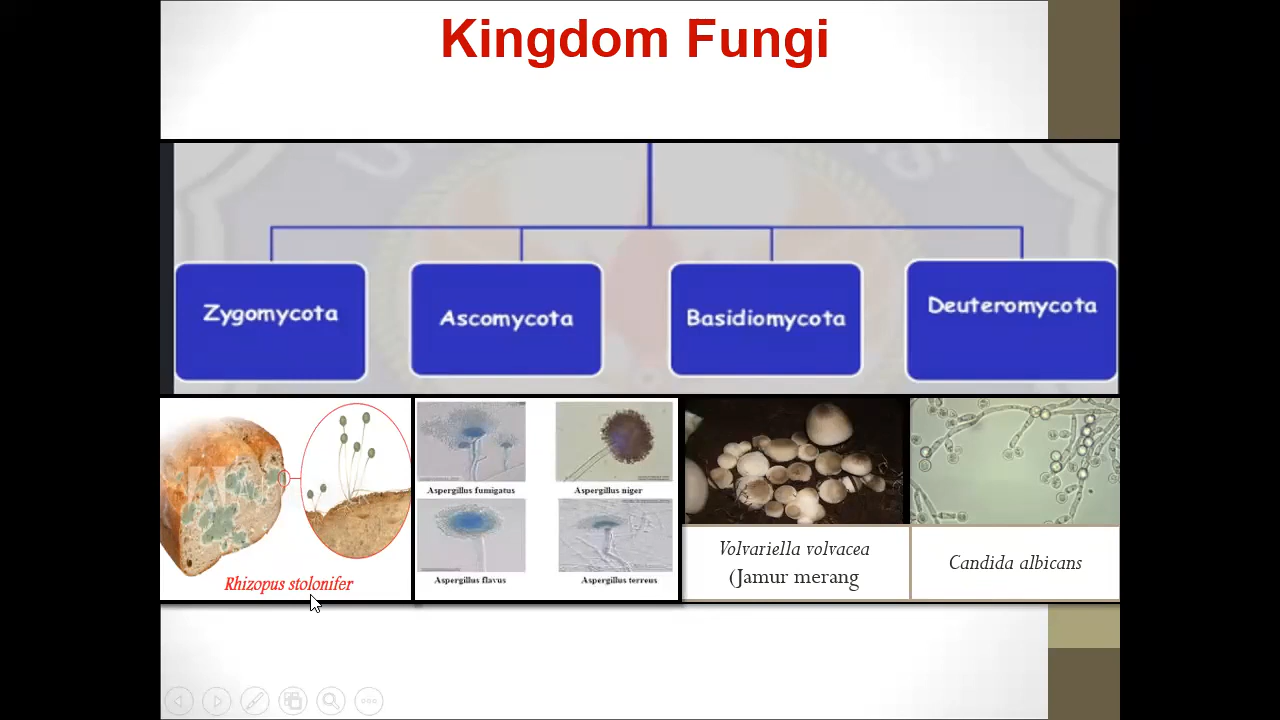 Kingdom Fungi
Zygomycota
Ascomycota
Basidiomycota
Deuteromycota
Aspergillus fumigatus
Aspergillus niger
Aspergillus flavus
Aspergillus terreus
Rhizopus stolonifer
Volvariella volvacea
(Jamur merang
Candida albicans